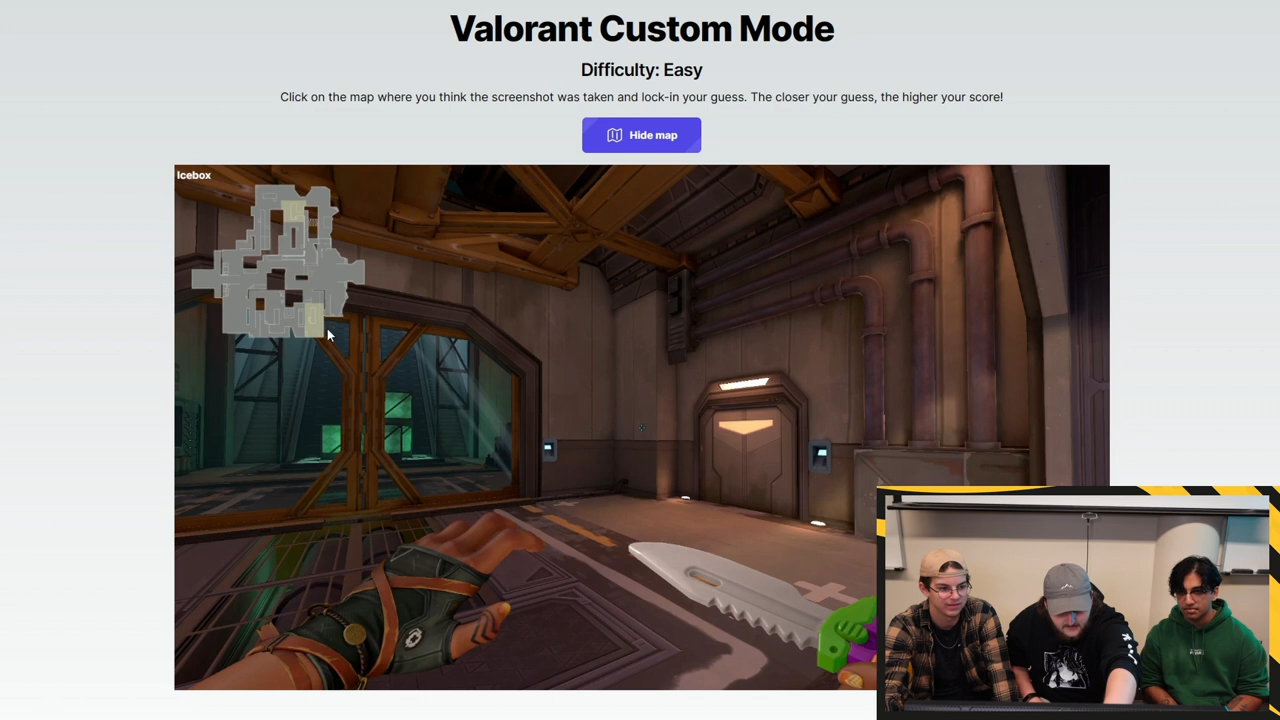 Valorant Custom Mode
Difficulty: Easy
Click on the map where you think the screenshot was taken and lock-in your guess. The closer your guess, the higher your score!
Hide map
Icebox